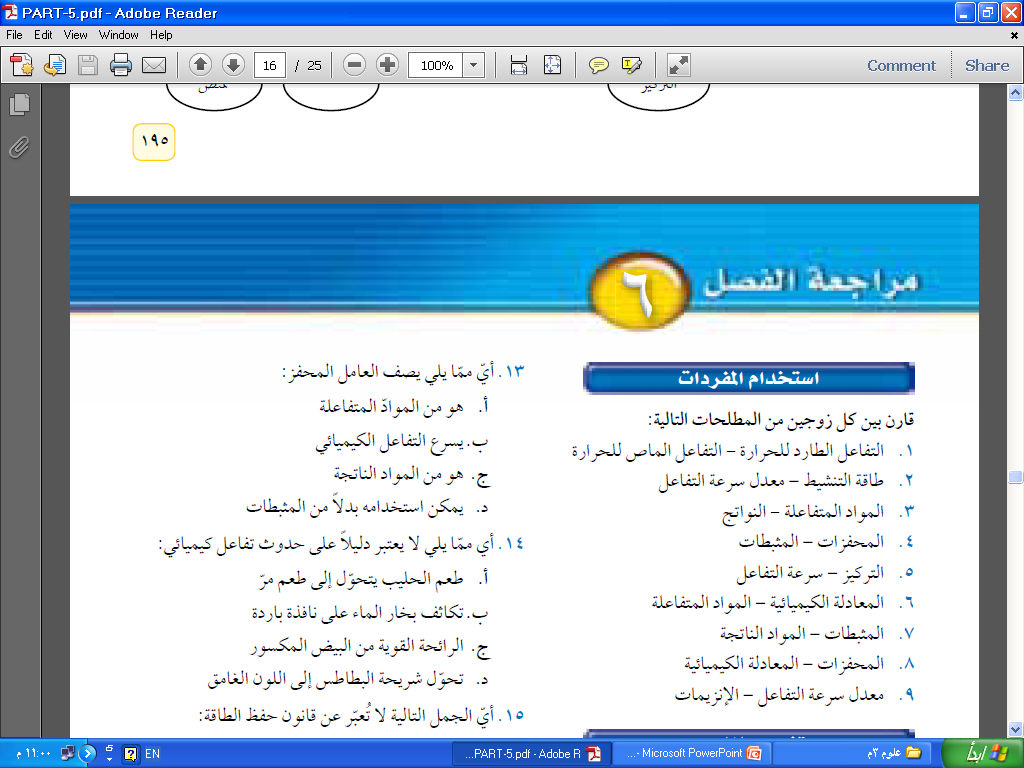 PART-5.pdf - Adobe Reader
File Edit View Window Help
16 / 25 100% Comment Share
التركيز
١٩٥
مراجعة الفصل ٦
استخدام المفردات
قارن بين كل زوجين من المطلحات التالية:
١. التفاعل الطارد للحرارة – التفاعل الماص للحرارة
٢. طاقة التنشيط – معدل سرعة التفاعل
٣. المواد المتفاعلة – النواتج
٤. المحفزات – المثبطات
٥. التركيز – سرعة التفاعل
٦. المعادلة الكيميائية – المواد المتفاعلة
٧. المثبطات – المواد الناتجة
٨. المحفزات – المعادلة الكيميائية
٩. معدل سرعة التفاعل – الإنزيمات
١٣. أيّ ممّا يلي يصف العامل المحفز:
أ. هو من الموادّ المتفاعلة
ب. يسرع التفاعل الكيميائي
ج. هو من المواد الناتجة
د. يمكن استخدامه بدلاً من المثبطات
١٤. أي ممّا يلي لا يعتبر دليلاً على حدوث تفاعل كيميائي:
أ. طعم الحليب يتحوّل إلى طعم مرّ
ب. تكاثف بخار الماء على نافذة باردة
ج. الرائحة القوية من البيض المكسور
د. تحوّل شريحة البطاطس إلى اللون الغامق
١٥. أيّ الجمل التالية لا تُعبّر عن قانون حفظ الطاقة:
ابدأ
علوم ٣م
Microsoft PowerPoint - ...
PART-5.pdf - Adobe R...
EN
١١:٠٠ م